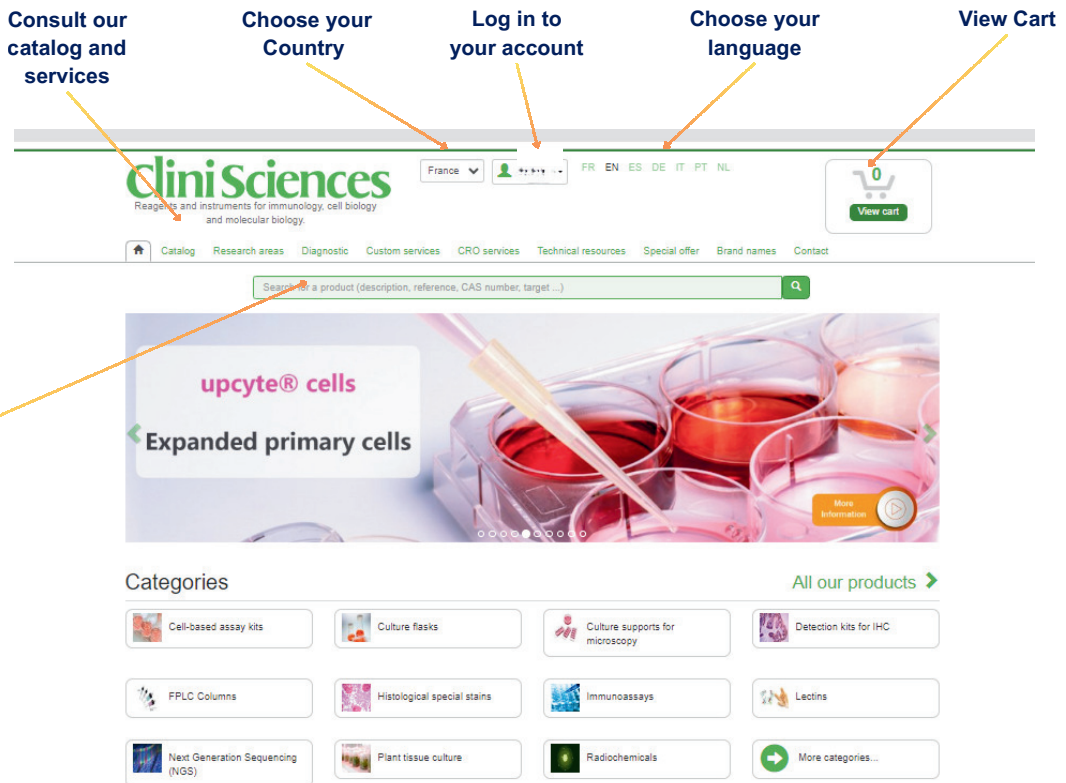 Consult our
catalog and
services
Choose your
Country
Log in to
your account
Choose your
language
View Cart
CliniSciences
Reagents and instruments for immunology, cell biology
and molecular biology.
France
FR EN ES DE IT PT NL
0
View cart
Catalog Research areas Diagnostic Custom services CRO services Technical resources Special offer Brand names Contact
Search for a product (description, reference, CAS number, target ...)
upcyte® cells
Expanded primary cells
More
Information
Categories
All our products
Cell-based assay kits
Culture flasks
Culture supports for
microscopy
Detection kits for IHC
FPLC Columns
Histological special stains
Immunoassays
Lectins
Next Generation Sequencing
(NGS)
Plant tissue culture
Radiochemicals
More categories...